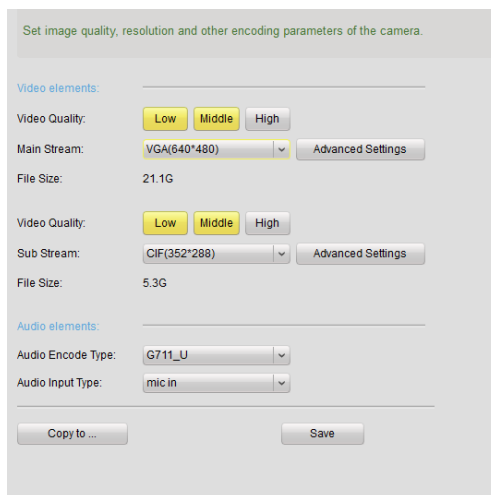 Set image quality, resolution and other encoding parameters of the camera.
Video elements:
Video Quality: Low Middle High
Main Stream: VGA(640*480) Advanced Settings
File Size: 21.1G
Video Quality: Low Middle High
Sub Stream: CIF(352*288) Advanced Settings
File Size: 5.3G
Audio elements:
Audio Encode Type: G711_U
Audio Input Type: mic in
Copy to ... Save